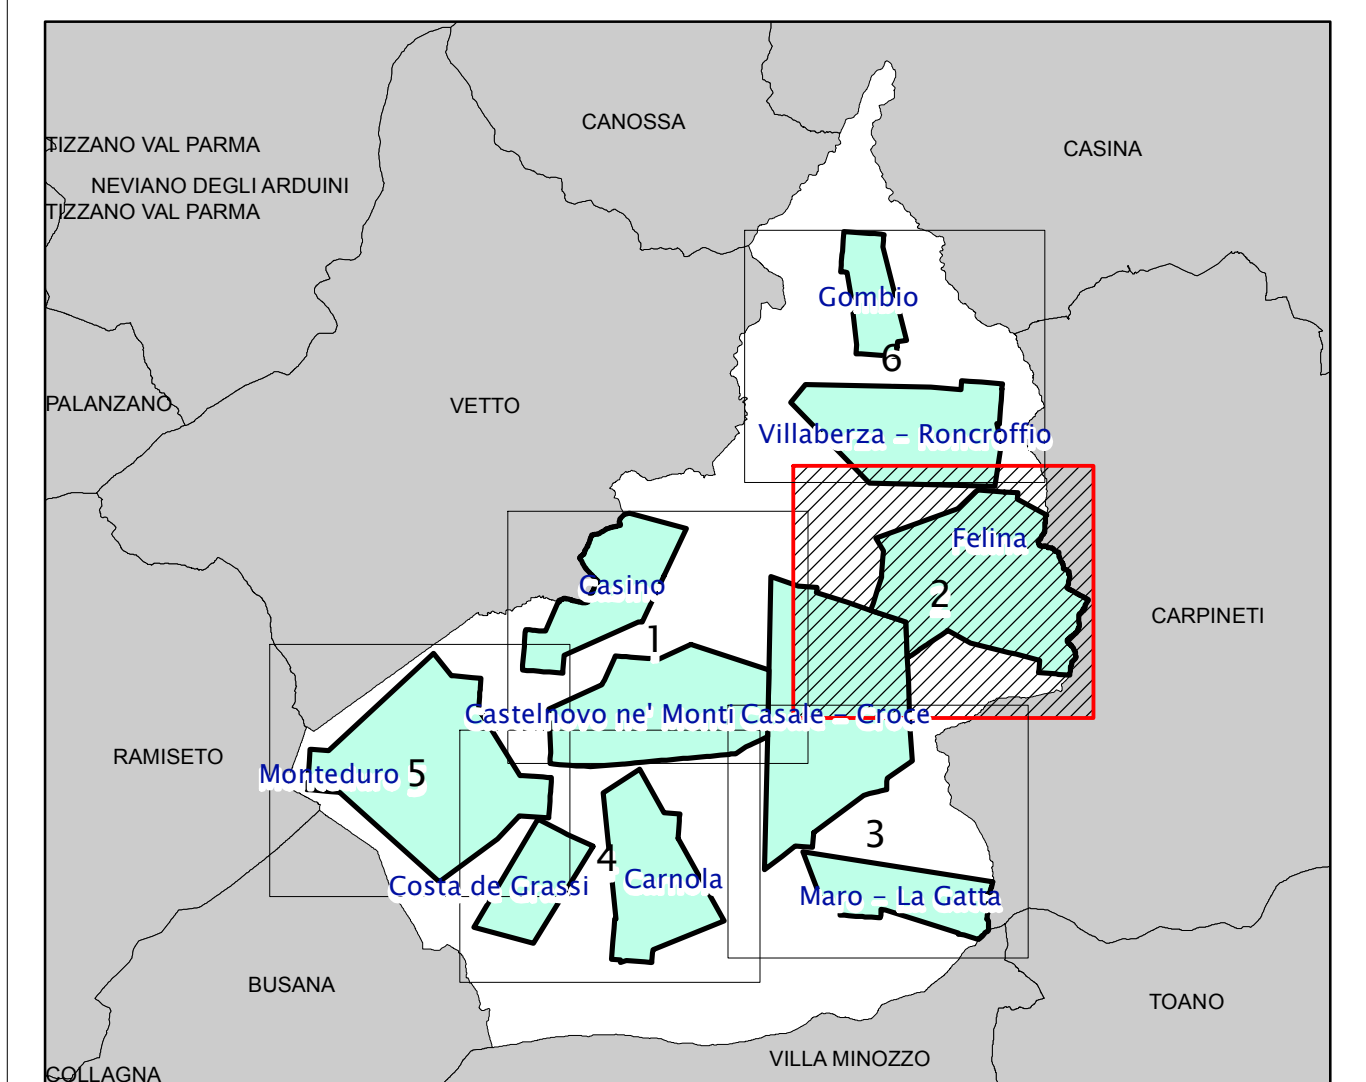 CANOSSA
TIZZANO VAL PARMA
CASINA
NEVIANO DEGLI ARDUINI
TIZZANO VAL PARMA
Gombio
6
PALANZANO
VETTO
Villaberza – Roncroffio
Felina
Casino
2
CARPINETI
1
Castelnovo ne' Monti
Casale – Croce
RAMISETO
Monteduro
5
3
4
Costa de Grassi
Carnola
Maro – La Gatta
BUSANA
TOANO
VILLA MINOZZO
COLLAGNA